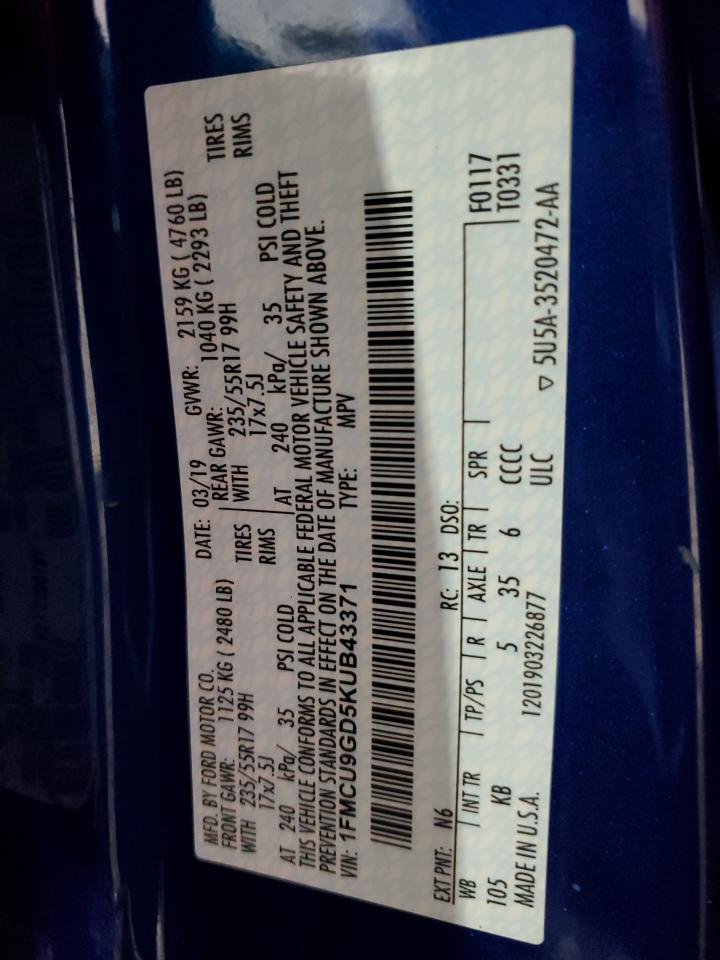 MFD. BY FORD MOTOR CO.
DATE: 03/19 GVWR: 2159 KG ( 4760 LB)
FRONT GAWR: 1125 KG ( 2480 LB) REAR GAWR: 1040 KG ( 2293 LB)
WITH 235/55R17 99H TIRES WITH 235/55R17 99H TIRES
17x7.5J RIMS 17x7.5J RIMS
AT 240 kPa/ 35 PSI COLD AT 240 kPa/ 35 PSI COLD
THIS VEHICLE CONFORMS TO ALL APPLICABLE FEDERAL MOTOR VEHICLE SAFETY AND THEFT
PREVENTION STANDARDS IN EFFECT ON THE DATE OF MANUFACTURE SHOWN ABOVE.
VIN: 1FMCU9GD5KUB43371 TYPE: MPV
EXT PNT: N6 RC: 13 DSO:
WB INT TR TP/PS R AXLE TR SPR F0117
105 KB 5 35 6 CCCC T0331
MADE IN U.S.A. 1201903226877 ULC ▽ 5U5A-3520472-AA